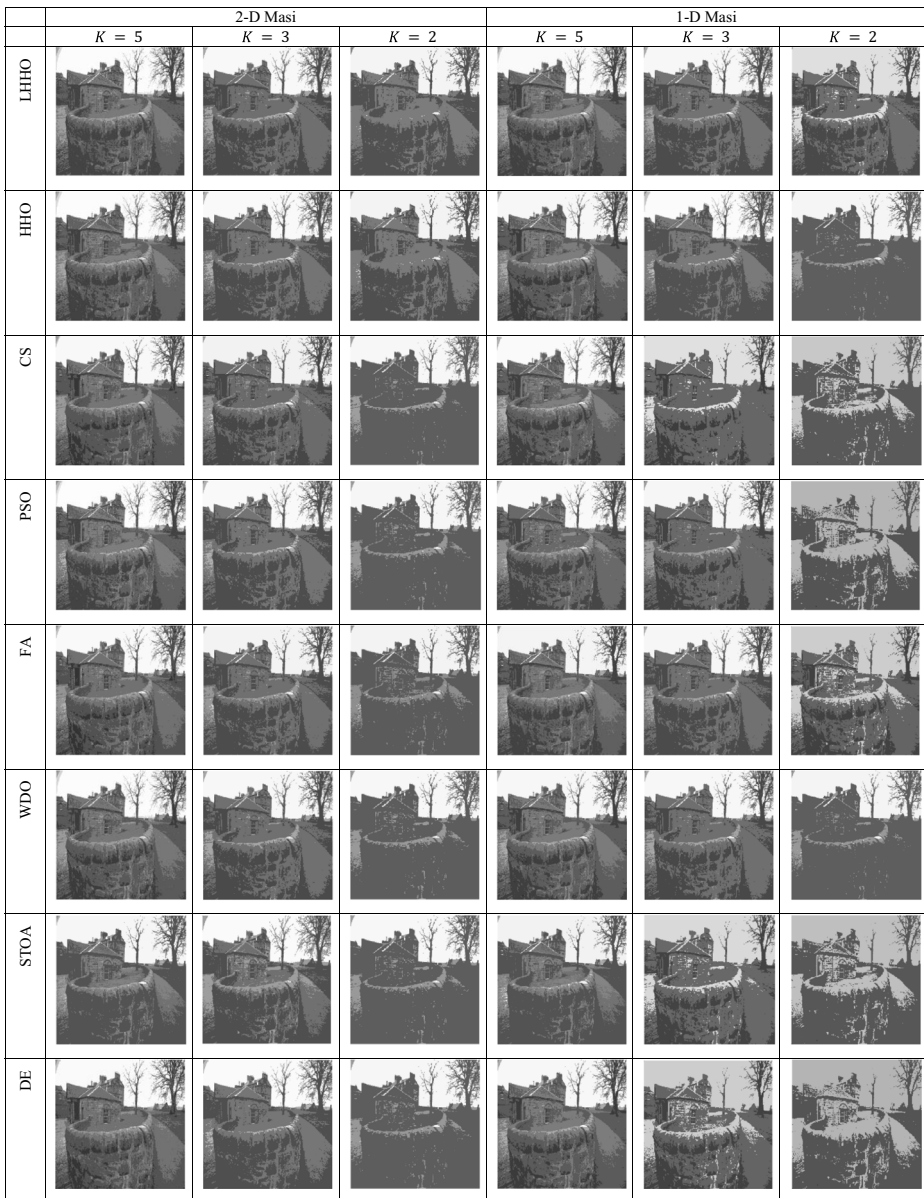 2-D Masi 1-D Masi
K = 5 K = 3 K = 2 K = 5 K = 3 K = 2
LHHO
HHO
CS
PSO
FA
WDO
STOA
DE